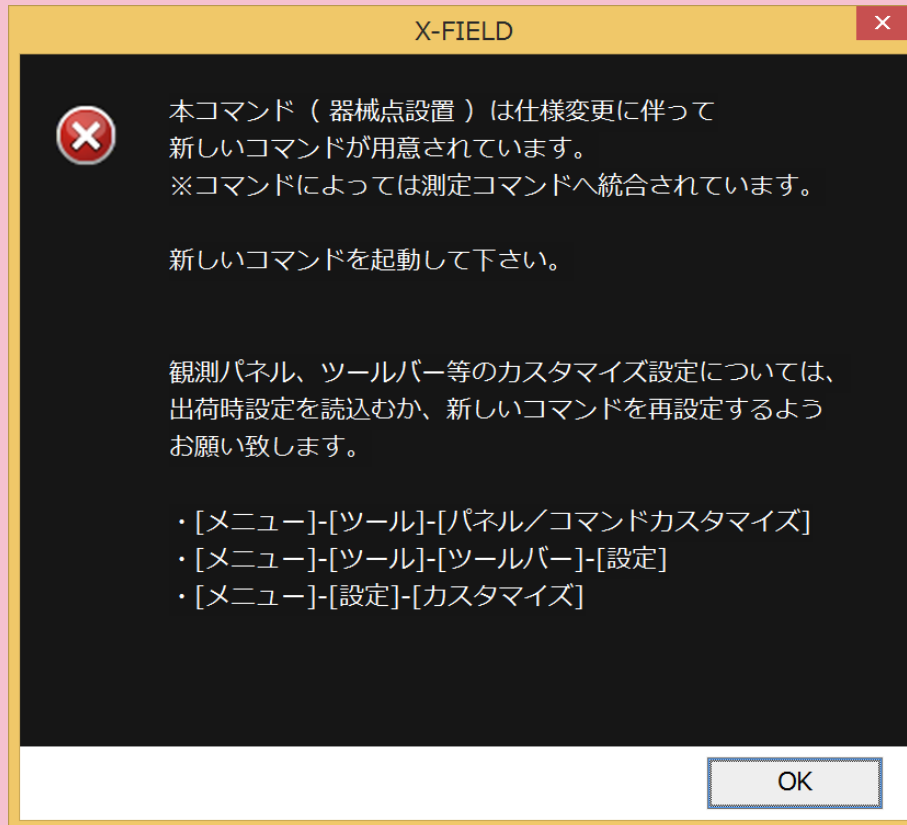 X-FIELD
本コマンド（ 器械点設置 ）は仕様変更に伴って
新しいコマンドが用意されています。
※コマンドによっては測定コマンドへ統合されています。
新しいコマンドを起動して下さい。
観測パネル、ツールバー等のカスタマイズ設定については、
出荷時設定を読込むか、新しいコマンドを再設定するよう
お願い致します。
・[メニュー]-[ツール]-[パネル／コマンドカスタマイズ]
・[メニュー]-[ツール]-[ツールバー]-[設定]
・[メニュー]-[設定]-[カスタマイズ]
OK